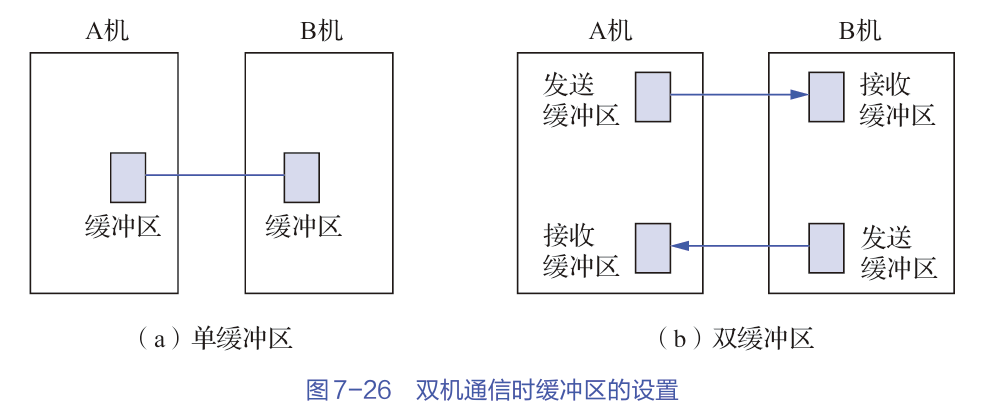 A机
B机
缓冲区
缓冲区
（a）单缓冲区
A机
B机
发送
缓冲区
接收
缓冲区
接收
缓冲区
发送
缓冲区
（b）双缓冲区
图7-26 双机通信时缓冲区的设置